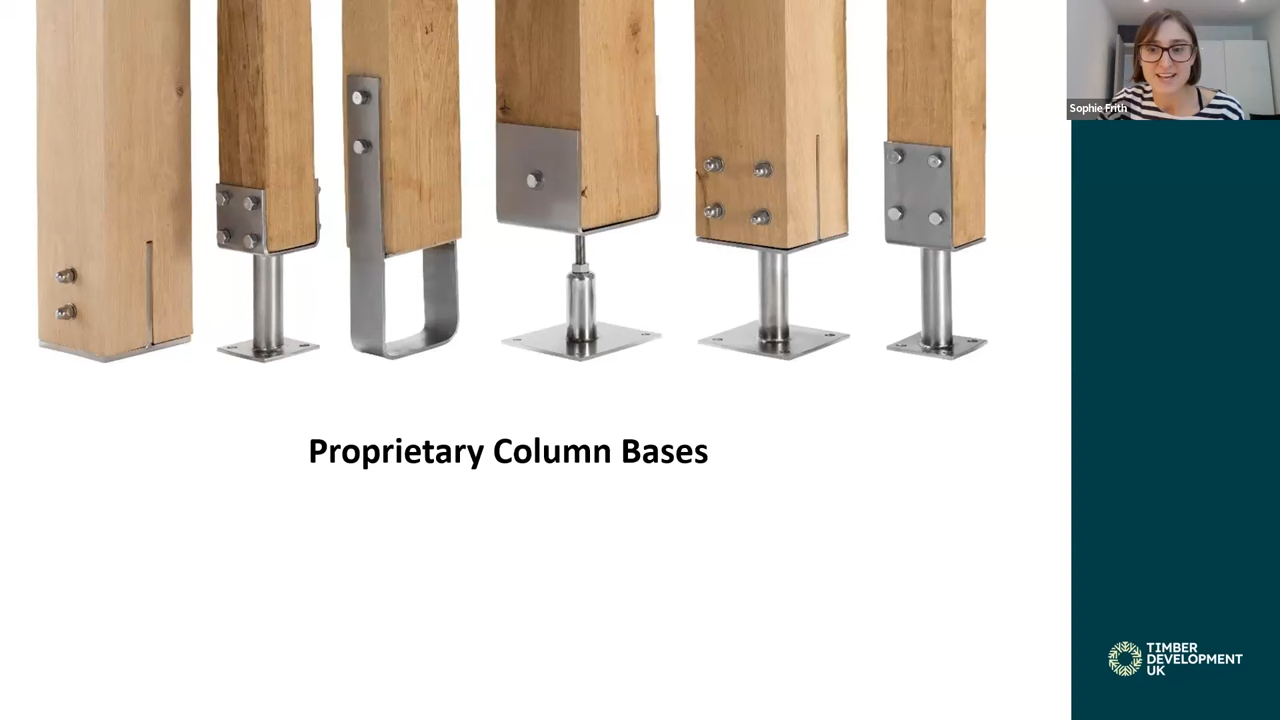 Sophie Frith
Proprietary Column Bases
TIMBER
DEVELOPMENT
UK